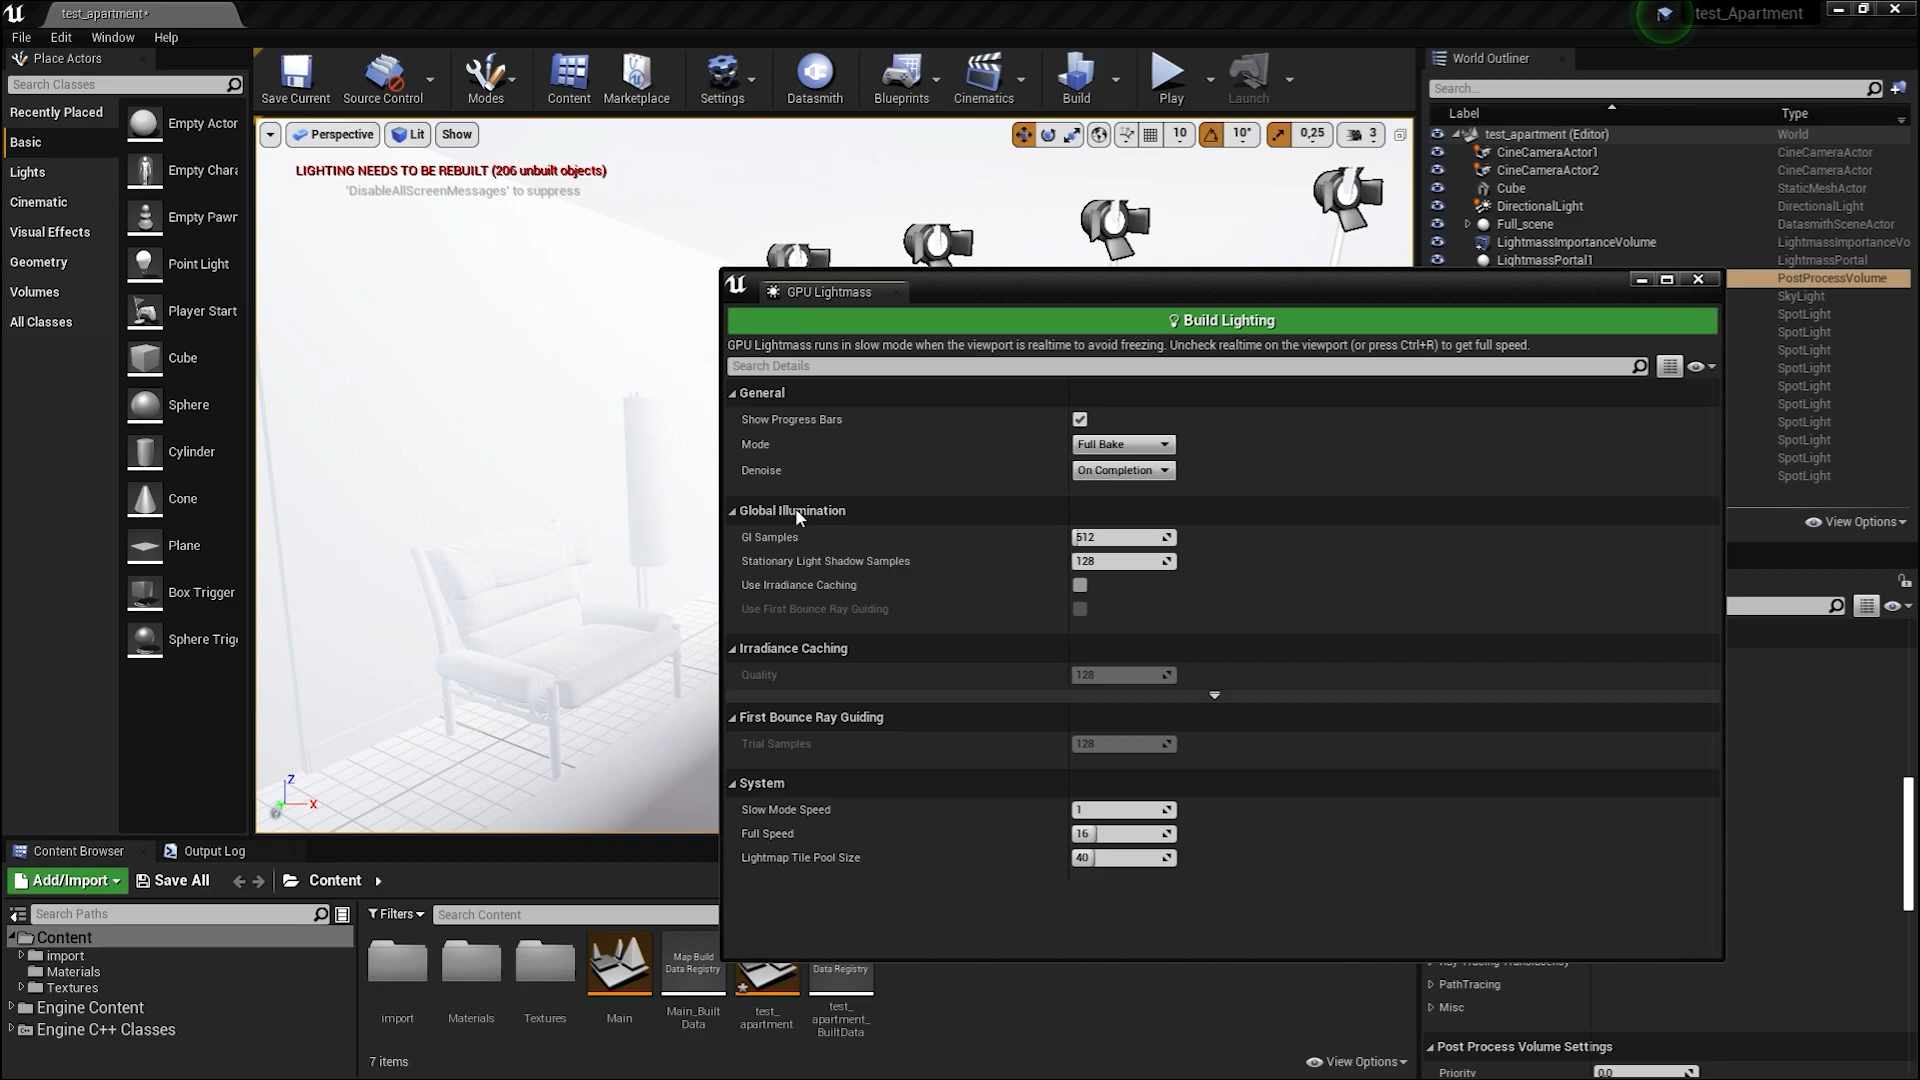 test_apartment*
test_Apartment
File Edit Window Help
Place Actors
Search Classes
Recently Placed
Basic
Lights
Cinematic
Visual Effects
Geometry
Volumes
All Classes
Empty Actor
Empty Chara
Empty Pawn
Point Light
Player Start
Cube
Sphere
Cylinder
Cone
Plane
Box Trigger
Sphere Trig
Save Current
Source Control
Modes
Content
Marketplace
Settings
Datasmith
Blueprints
Cinematics
Build
Play
Launch
Perspective Lit Show
10 10° 0,25 3
LIGHTING NEEDS TO BE REBUILT (206 unbuilt objects)
'DisableAllScreenMessages' to suppress
Z
X
World Outliner
Search...
Label Type
test_apartment (Editor) World
CineCameraActor1 CineCameraActor
CineCameraActor2 CineCameraActor
Cube StaticMeshActor
DirectionalLight DirectionalLight
Full_scene DatasmithSceneActor
LightmassImportanceVolume LightmassImportanceVo
LightmassPortal1 LightmassPortal
PostProcessVolume
SkyLight
SpotLight
SpotLight
SpotLight
SpotLight
SpotLight
SpotLight
SpotLight
SpotLight
SpotLight
SpotLight
View Options
GPU Lightmass
Build Lighting
GPU Lightmass runs in slow mode when the viewport is realtime to avoid freezing. Uncheck realtime on the viewport (or press Ctrl+R) to get full speed.
Search Details
General
Show Progress Bars
Mode Full Bake
Denoise On Completion
Global Illumination
GI Samples 512
Stationary Light Shadow Samples 128
Use Irradiance Caching
Use First Bounce Ray Guiding
Irradiance Caching
Quality 128
First Bounce Ray Guiding
Trial Samples 128
System
Slow Mode Speed 1
Full Speed 16
Lightmap Tile Pool Size 40
Content Browser
Output Log
Add/Import Save All Content
Search Paths
Content
import
Materials
Textures
Engine Content
Engine C++ Classes
Filters Search Content
Map Build
Data Registry
Data Registry
import
Materials
Textures
Main
Main_Built
Data
test_
apartment
test_
apartment_
BuiltData
7 items
View Options
Ray Tracing Translucency
PathTracing
Misc
Post Process Volume Settings
Priority 0.0